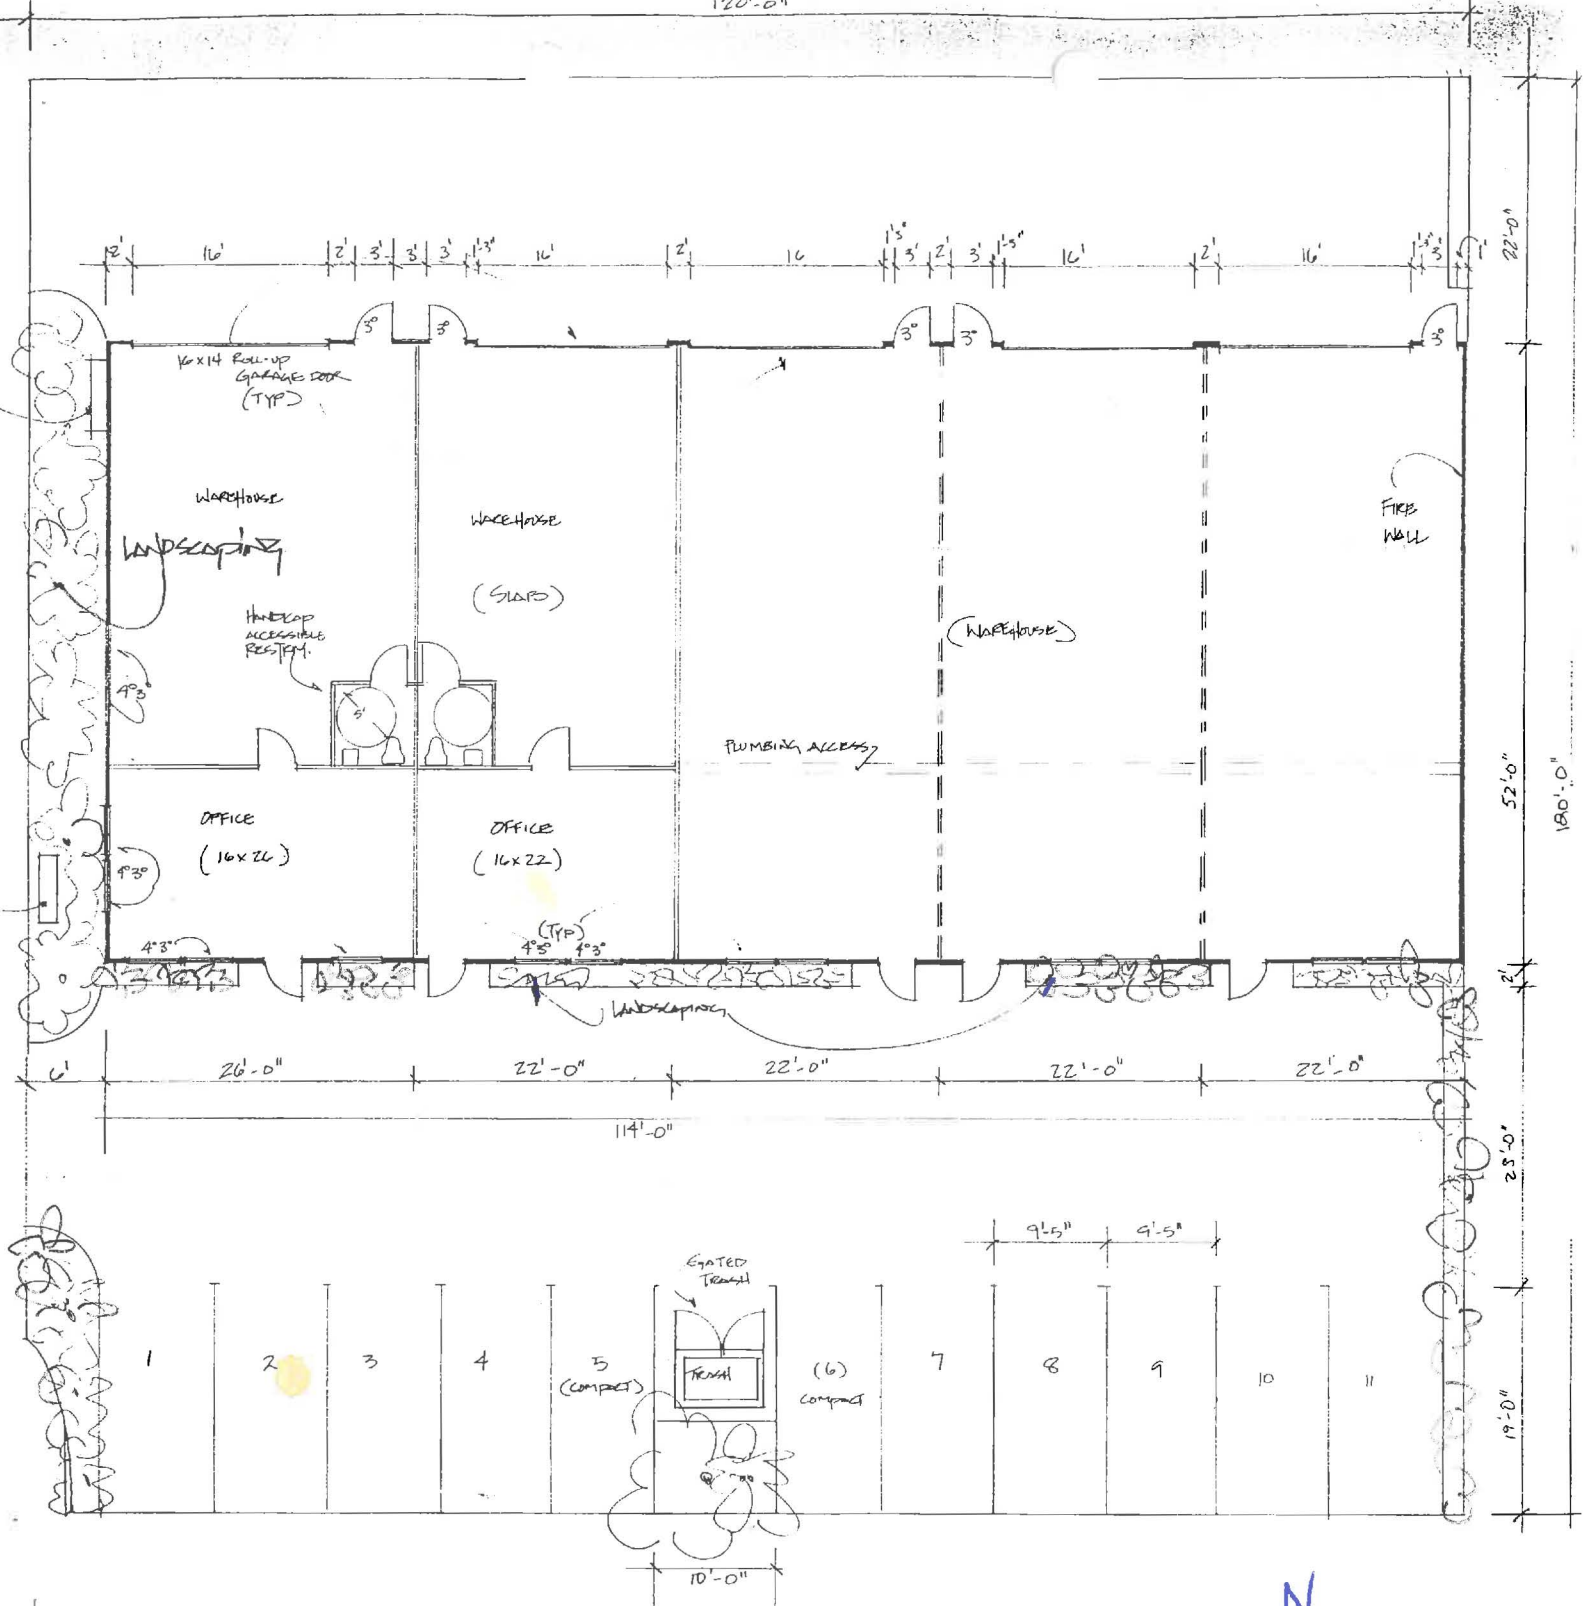 120'-0"
2' 16' 2' 3' 3' 3' 1'-3" 16' 2' 16 1'3" 3' 2' 3' 1'-3" 16' 2' 16' 1'-3" 3' 1'
22'-0"
3° 3° 3° 3° 3°
16x14 ROLL-UP
GARAGE DOOR
(TYP)
WAREHOUSE
LANDSCAPING
HANDICAP
ACCESSIBLE
RESTRM.
WAREHOUSE
(SLAB)
(WAREHOUSE)
FIRE
WALL
4°3°
5'
PLUMBING ACCESS
52'-0"
120'-0"
OFFICE
(16x26)
OFFICE
(16x22)
4°3°
(TYP)
4°3° 4°3° 4°3°
2'
LANDSCAPING
6' 26'-0" 22'-0" 22'-0" 22'-0" 22'-0"
114'-0"
25'-0"
9'-5" 9'-5"
GATED
TRASH
1 2 3 4 5 (COMPACT) TRASH (6) COMPACT 7 8 9 10 11
19'-0"
10'-0"
N